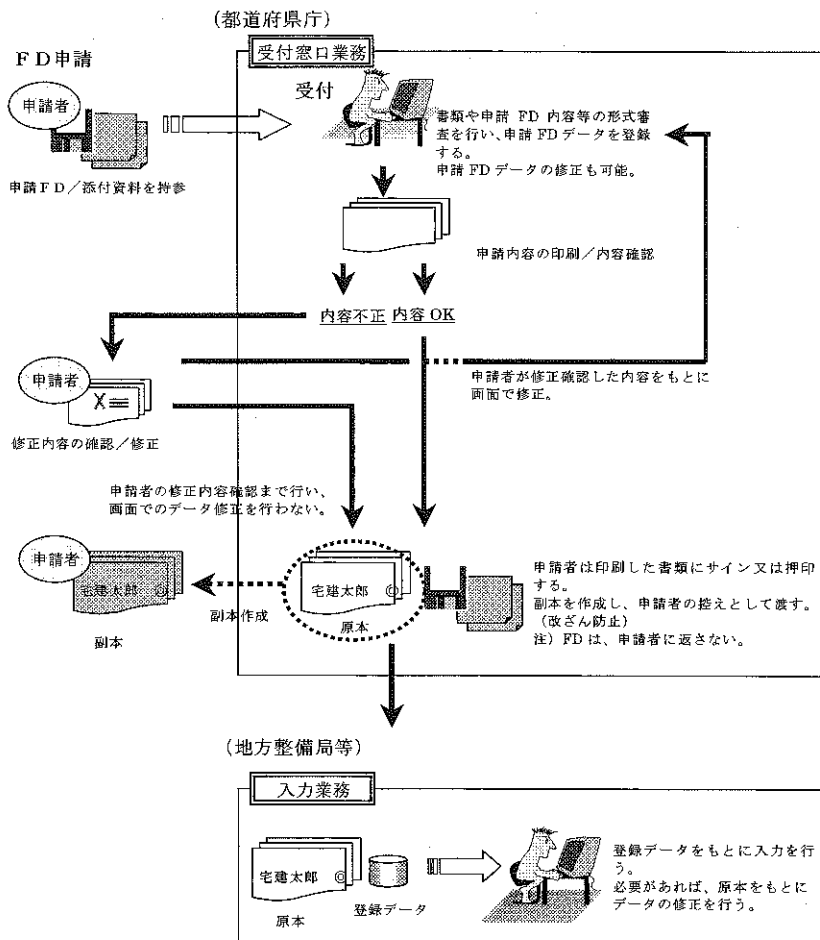 (都道府県庁)
受付窓口業務
FD申請
申請者
受付
書類や申請 FD 内容等の形式審
査を行い、申請 FD データを登録
する。
申請 FD データの修正も可能。
申請FD/添付資料を持参
申請内容の印刷/内容確認
内容不正 内容 OK
申請者が修正確認した内容をもとに
画面で修正。
申請者
修正内容の確認/修正
申請者の修正内容確認まで行い、
画面でのデータ修正を行わない。
申請者
宅建太郎
副本
副本作成
宅建太郎
原本
申請者は印刷した書類にサイン又は押印
する。
副本を作成し、申請者の控えとして渡す。
(改ざん防止)
注)FD は、申請者に返さない。
(地方整備局等)
入力業務
宅建太郎
原本
登録データ
登録データをもとに入力を行
う。
必要があれば、原本をもとに
データの修正を行う。